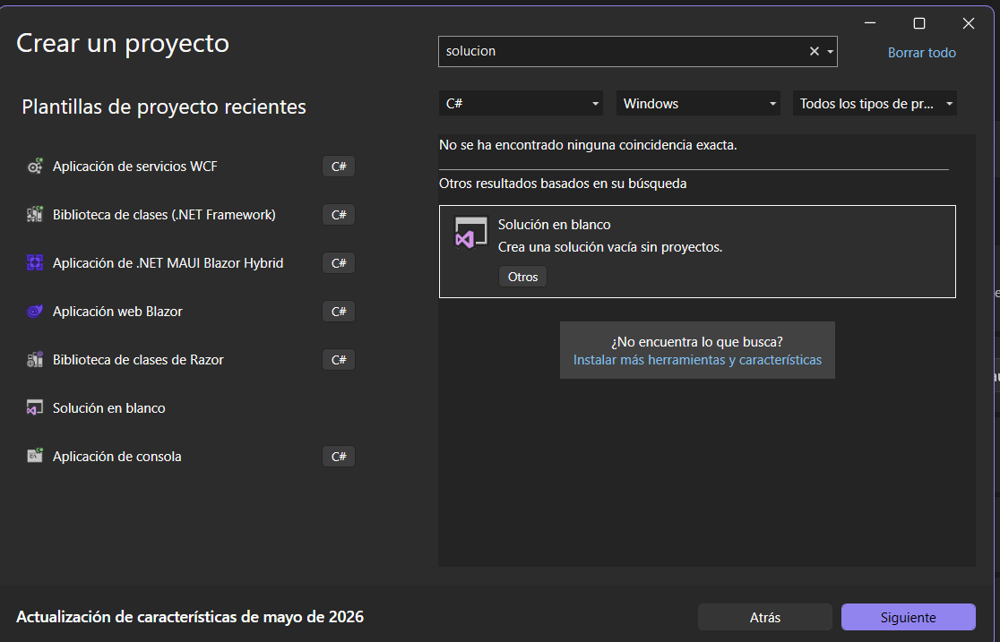 Crear un proyecto
solucion
Borrar todo
Plantillas de proyecto recientes
C#
Windows
Todos los tipos de pr...
Aplicación de servicios WCF
C#
Biblioteca de clases (.NET Framework)
C#
Aplicación de .NET MAUI Blazor Hybrid
C#
Aplicación web Blazor
C#
Biblioteca de clases de Razor
C#
Solución en blanco
Aplicación de consola
C#
No se ha encontrado ninguna coincidencia exacta.
Otros resultados basados en su búsqueda
Solución en blanco
Crea una solución vacía sin proyectos.
Otros
¿No encuentra lo que busca?
Instalar más herramientas y características
Actualización de características de mayo de 2026
Atrás
Siguiente